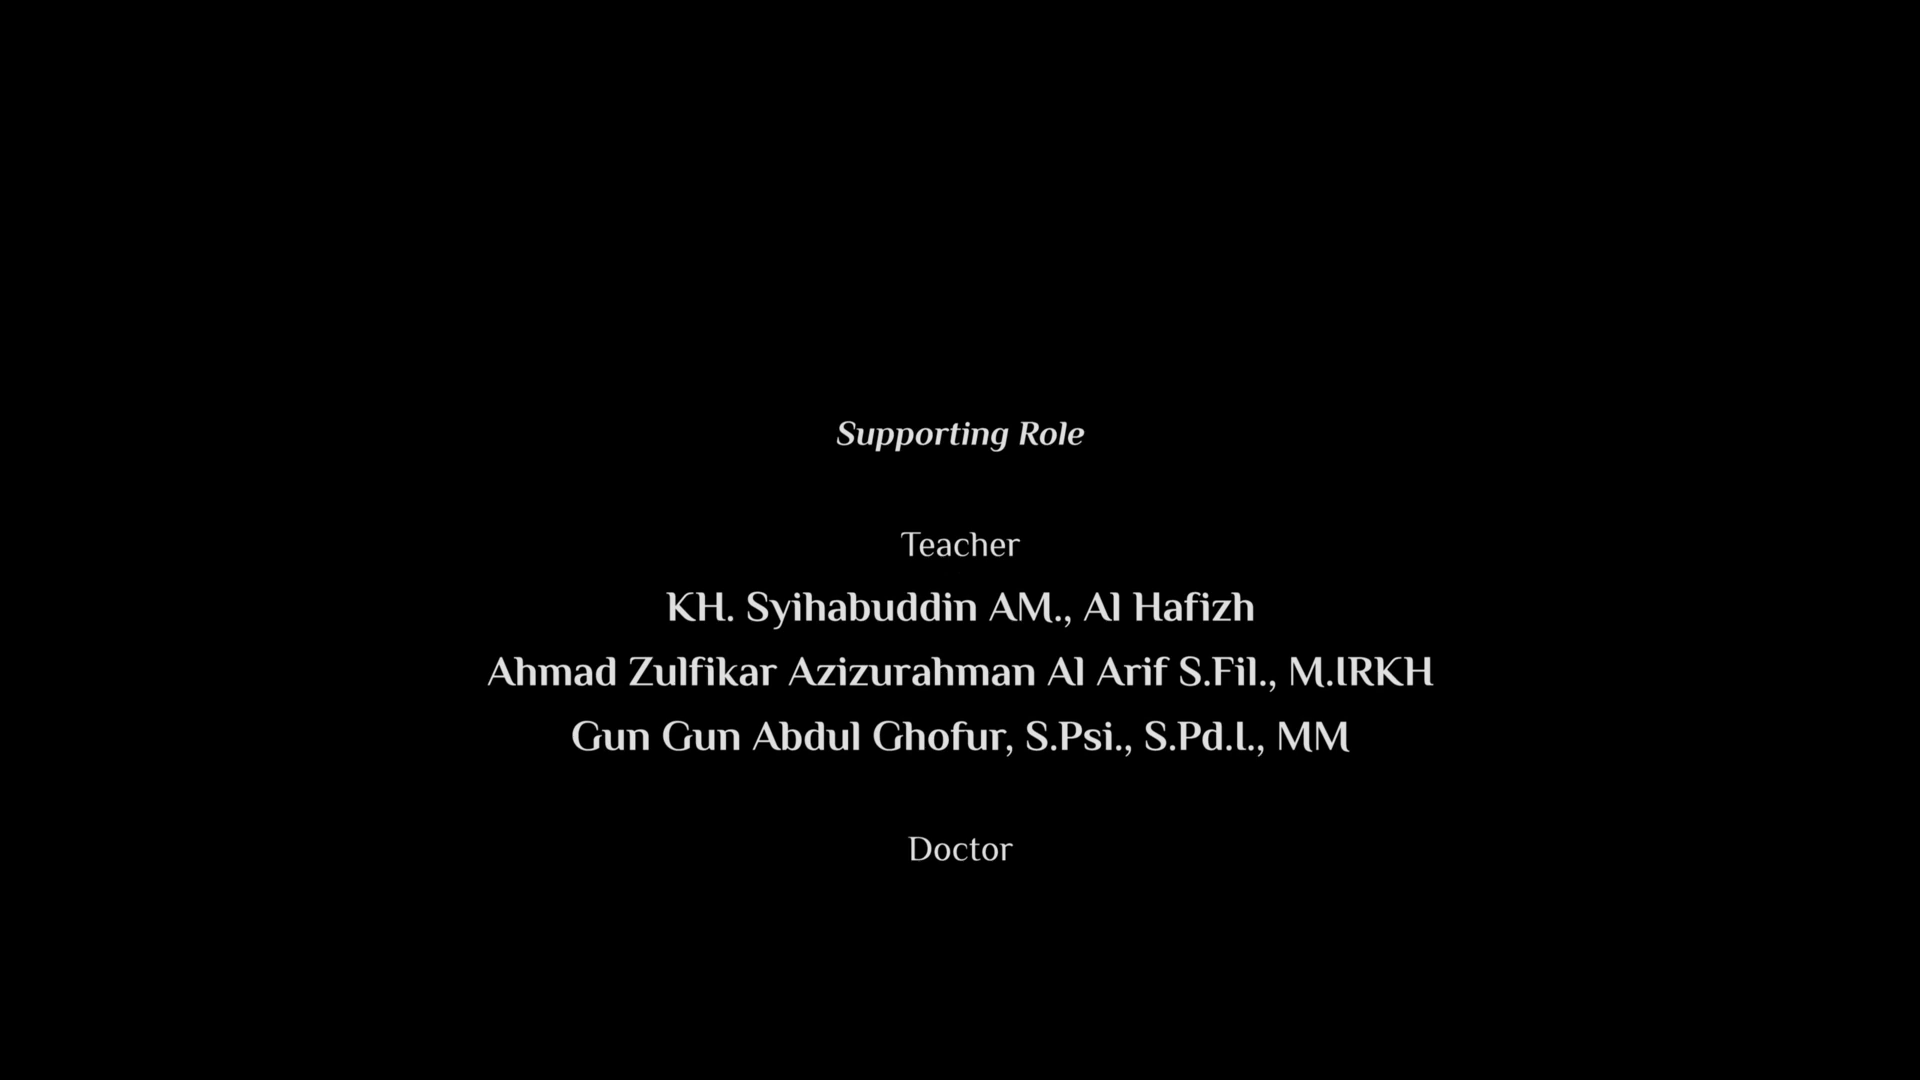 Supporting Role
Teacher
KH. Syihabuddin AM., Al Hafizh
Ahmad Zulfikar Azizurahman Al Arif S.Fil., M.IRKH
Gun Gun Abdul Ghofur, S.Psi., S.Pd.I., MM
Doctor